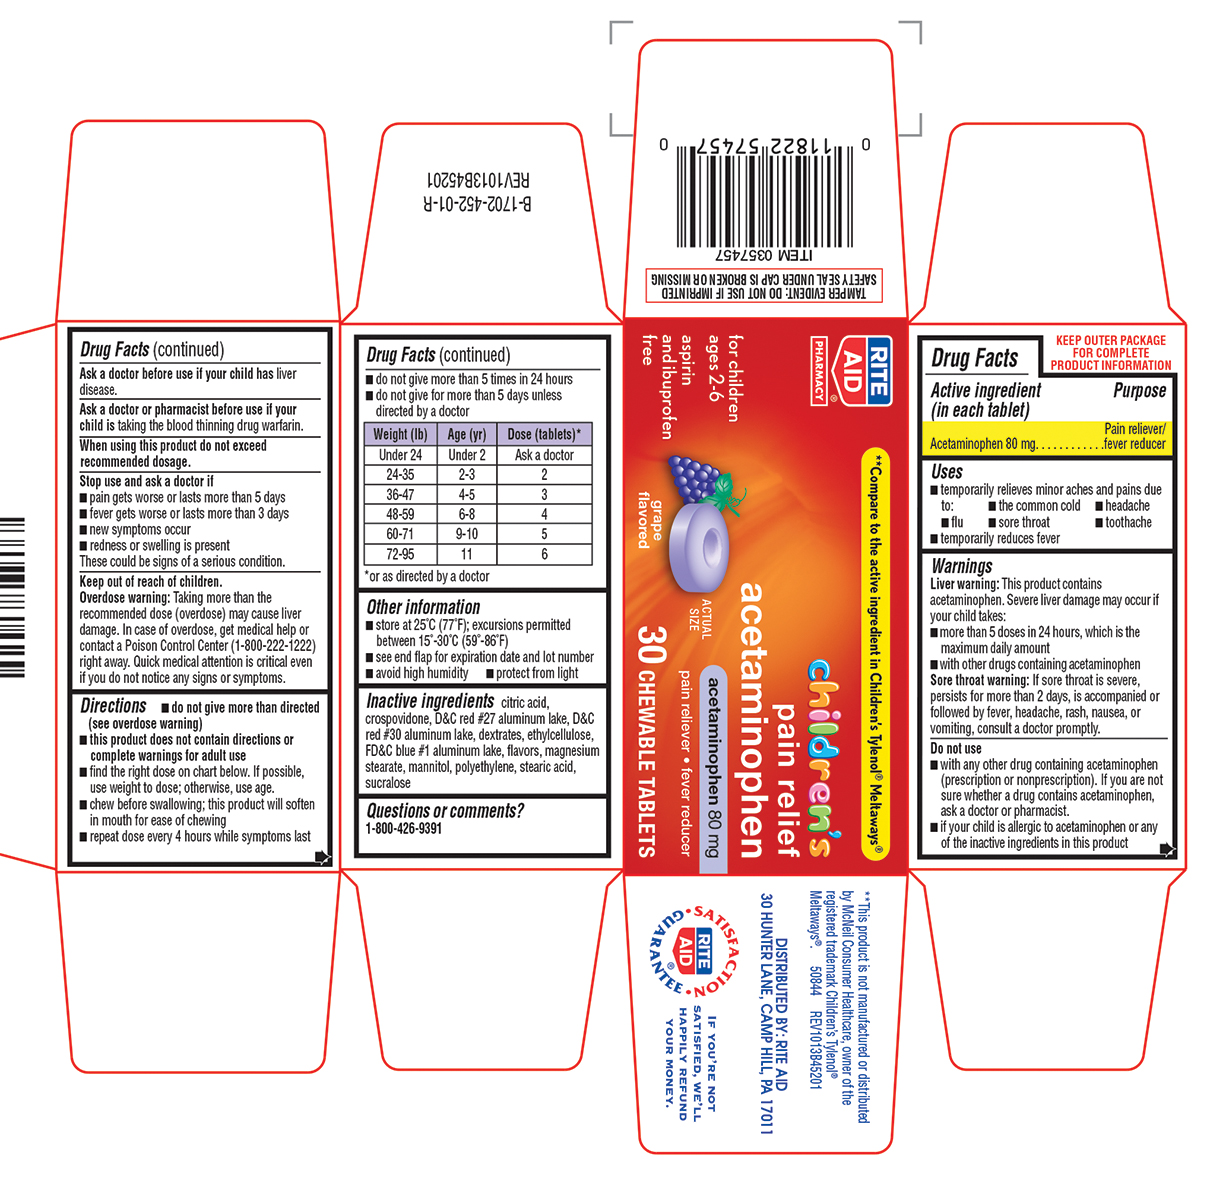 B-1702-452-01-R
REV1013B45201
0 11822 57457 0
ITEM 0357457
TAMPER EVIDENT: DO NOT USE IF IMPRINTED
SAFETY SEAL UNDER CAP IS BROKEN OR MISSING
KEEP OUTER PACKAGE
FOR COMPLETE
PRODUCT INFORMATION
Drug Facts
Active ingredient Purpose
(in each tablet)
Pain reliever/
Acetaminophen 80 mg...........fever reducer
Uses
■ temporarily relieves minor aches and pains due
to: ■ the common cold ■ headache
■ flu ■ sore throat ■ toothache
■ temporarily reduces fever
Warnings
Liver warning: This product contains
acetaminophen. Severe liver damage may occur if
your child takes:
■ more than 5 doses in 24 hours, which is the
maximum daily amount
■ with other drugs containing acetaminophen
Sore throat warning: If sore throat is severe,
persists for more than 2 days, is accompanied or
followed by fever, headache, rash, nausea, or
vomiting, consult a doctor promptly.
Do not use
■ with any other drug containing acetaminophen
(prescription or nonprescription). If you are not
sure whether a drug contains acetaminophen,
ask a doctor or pharmacist.
■ if your child is allergic to acetaminophen or any
of the inactive ingredients in this product
Drug Facts (continued)
Ask a doctor before use if your child has liver
disease.
Ask a doctor or pharmacist before use if your
child is taking the blood thinning drug warfarin.
When using this product do not exceed
recommended dosage.
Stop use and ask a doctor if
■ pain gets worse or lasts more than 5 days
■ fever gets worse or lasts more than 3 days
■ new symptoms occur
■ redness or swelling is present
These could be signs of a serious condition.
Keep out of reach of children.
Overdose warning: Taking more than the
recommended dose (overdose) may cause liver
damage. In case of overdose, get medical help or
contact a Poison Control Center (1-800-222-1222)
right away. Quick medical attention is critical even
if you do not notice any signs or symptoms.
Directions ■ do not give more than directed
(see overdose warning)
■ this product does not contain directions or
complete warnings for adult use
■ find the right dose on chart below. If possible,
use weight to dose; otherwise, use age.
■ chew before swallowing; this product will soften
in mouth for ease of chewing
■ repeat dose every 4 hours while symptoms last
Drug Facts (continued)
■ do not give more than 5 times in 24 hours
■ do not give for more than 5 days unless
directed by a doctor
Weight (lb) Age (yr) Dose (tablets)*
Under 24 Under 2 Ask a doctor
24-35 2-3 2
36-47 4-5 3
48-59 6-8 4
60-71 9-10 5
72-95 11 6
*or as directed by a doctor
Other information
■ store at 25˚C (77˚F); excursions permitted
between 15˚-30˚C (59˚-86˚F)
■ see end flap for expiration date and lot number
■ avoid high humidity ■ protect from light
Inactive ingredients citric acid,
crospovidone, D&C red #27 aluminum lake, D&C
red #30 aluminum lake, dextrates, ethylcellulose,
FD&C blue #1 aluminum lake, flavors, magnesium
stearate, mannitol, polyethylene, stearic acid,
sucralose
Questions or comments?
1-800-426-9391
RITE
AID
®
PHARMACY
**Compare to the active ingredient in Children's Tylenol® Meltaways®
for children
ages 2-6
aspirin
and ibuprofen
free
grape
flavored
ACTUAL
SIZE
children's
pain relief
acetaminophen
acetaminophen 80 mg
pain reliever • fever reducer
30 CHEWABLE TABLETS
**This product is not manufactured or distributed
by McNeil Consumer Healthcare, owner of the
registered trademark Children's Tylenol®
Meltaways®. 50844 REV1013B45201
DISTRIBUTED BY: RITE AID
30 HUNTER LANE, CAMP HILL, PA 17011
• SATISFACTION •
GUARANTEE
RITE
AID
®
IF YOU'RE NOT
SATISFIED, WE'LL
HAPPILY REFUND
YOUR MONEY.